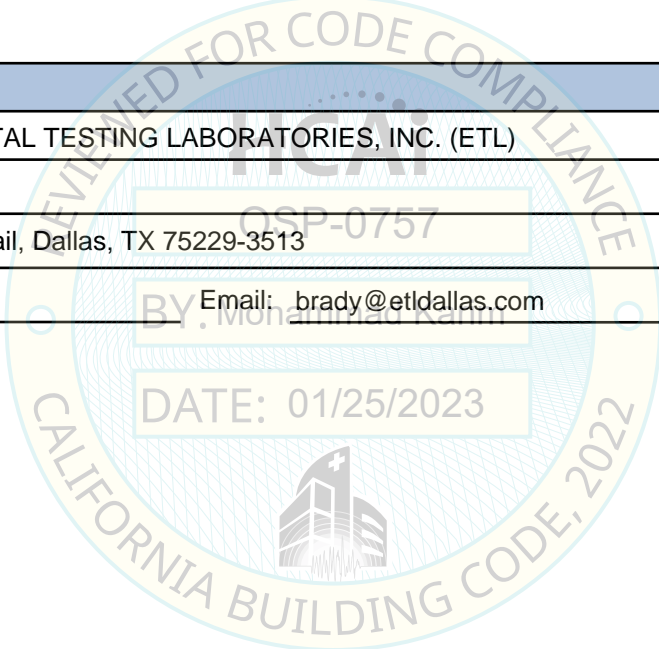 REVIEWED FOR CODE COMPLIANCE
HCAi
TAL TESTING LABORATORIES, INC. (ETL)
OSP-0757
ail, Dallas, TX 75229-3513
Email: brady@etldallas.com
BY: Mohammad Karim
DATE: 01/25/2023
CALIFORNIA BUILDING CODE, 2022